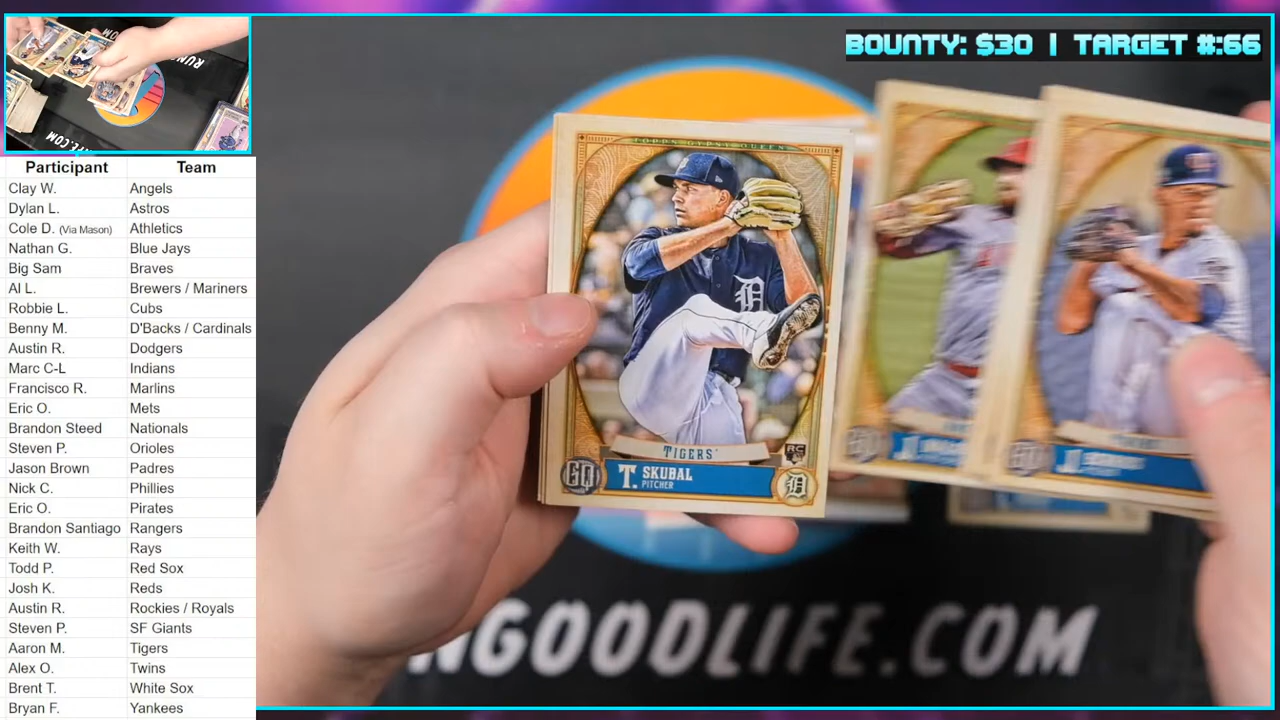 BOUNTY: $30 | TARGET #:66
Participant Team
Clay W. Angels
Dylan L. Astros
Cole D. (Via Mason) Athletics
Nathan G. Blue Jays
Big Sam Braves
Al L. Brewers / Mariners
Robbie L. Cubs
Benny M. D'Backs / Cardinals
Austin R. Dodgers
Marc C-L Indians
Francisco R. Marlins
Eric O. Mets
Brandon Steed Nationals
Steven P. Orioles
Jason Brown Padres
Nick C. Phillies
Eric O. Pirates
Brandon Santiago Rangers
Keith W. Rays
Todd P. Red Sox
Josh K. Reds
Austin R. Rockies / Royals
Steven P. SF Giants
Aaron M. Tigers
Alex O. Twins
Brent T. White Sox
Bryan F. Yankees
TOPPS GYPSY QUEEN
TIGERS
RC
GQ
T. SKUBAL
PITCHER
NGOODLIFE.COM